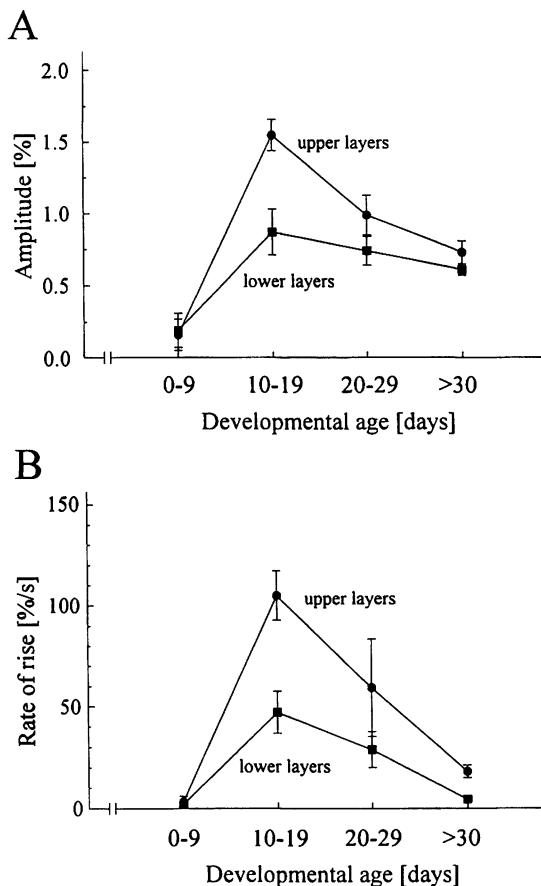 A
2.0
1.5
1.0
0.5
0.0
Amplitude [%]
upper layers
lower layers
0-9 10-19 20-29 >30
Developmental age [days]
B
150
100
50
0
Rate of rise [%/s]
upper layers
lower layers
0-9 10-19 20-29 >30
Developmental age [days]